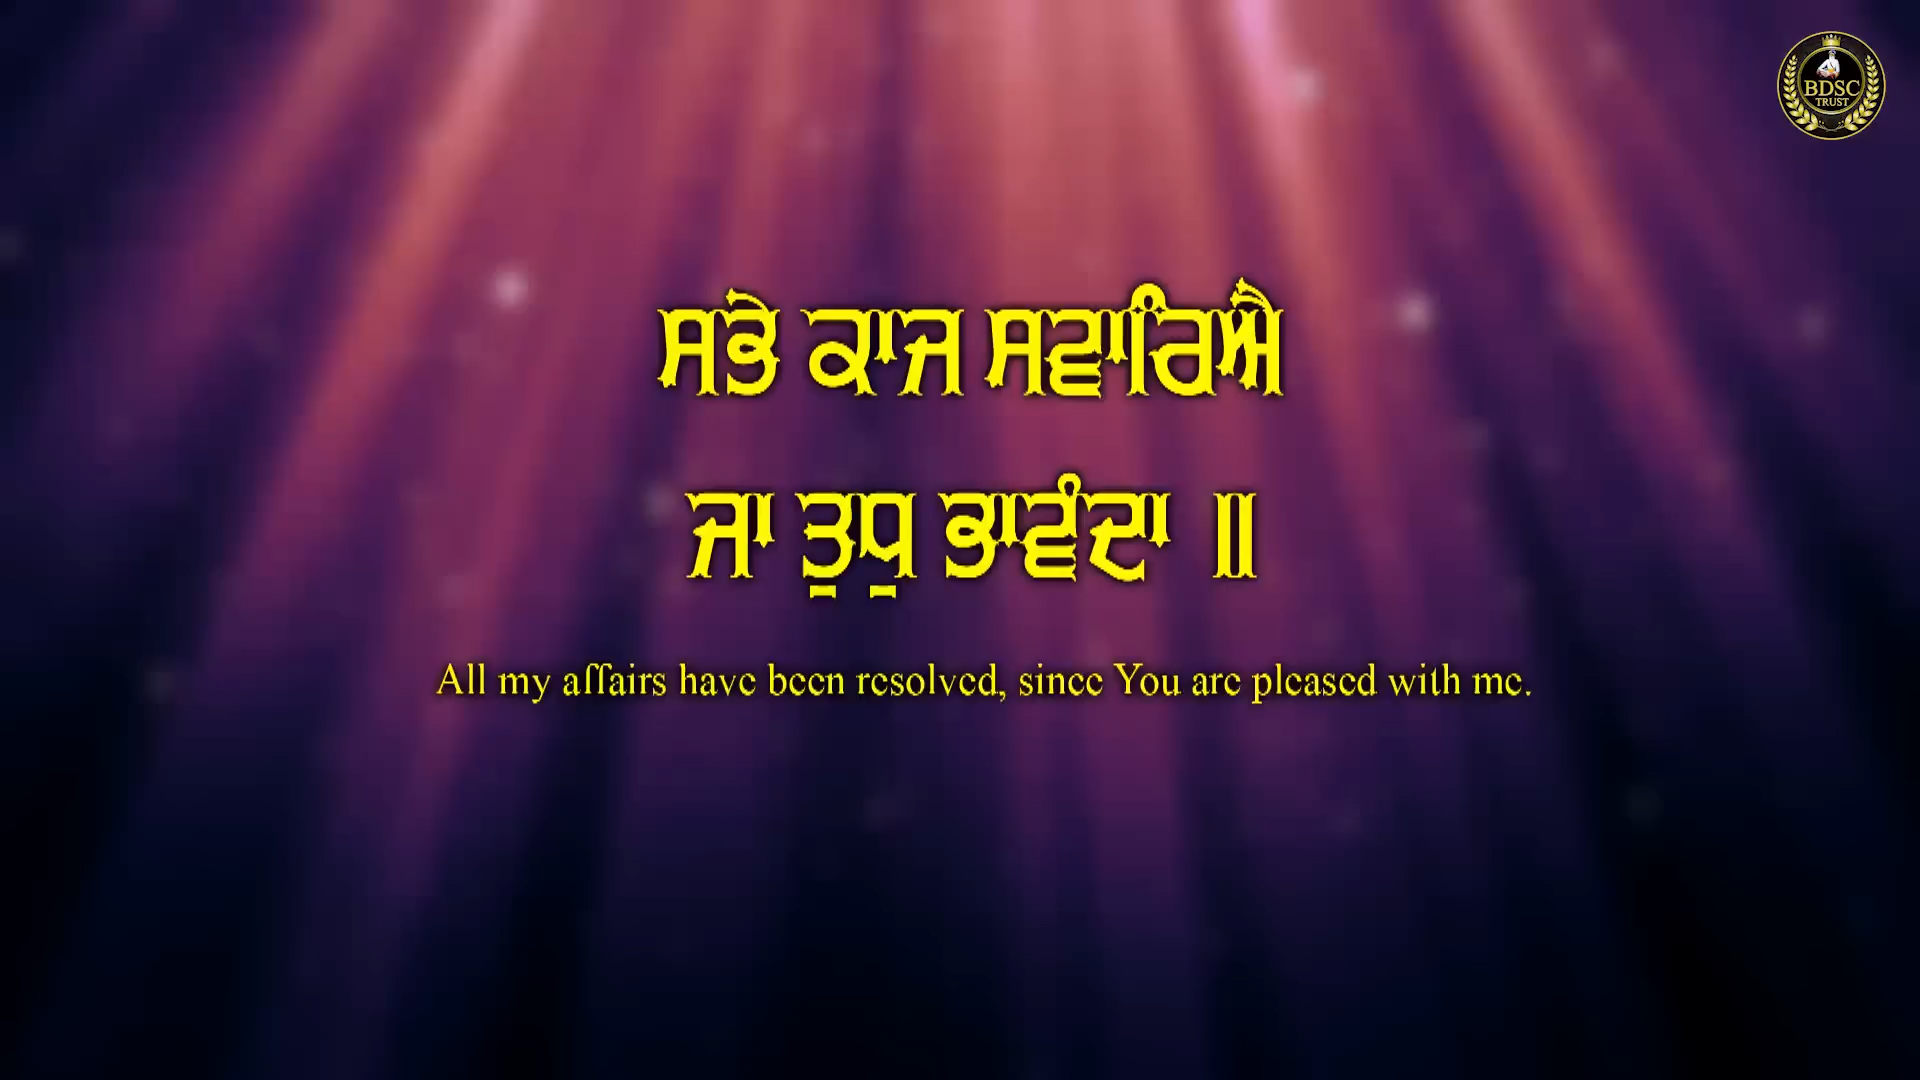 BDSC
TRUST
ਸਭੇ ਕਾਜ ਸਵਾਰਿਐ
ਜਾ ਤੁਧੁ ਭਾਵੰਦਾ ॥
All my affairs have been resolved, since You are pleased with me.